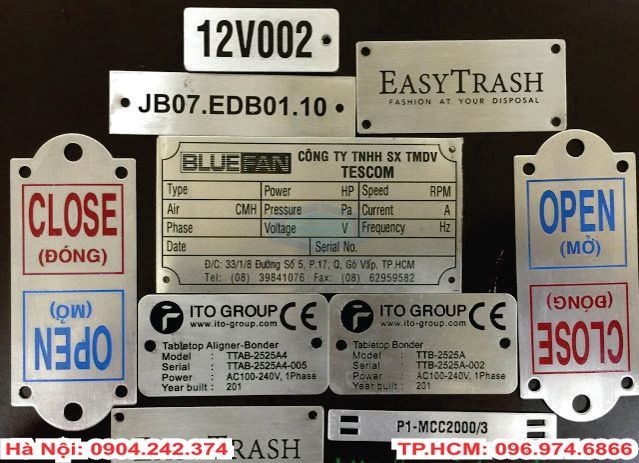 12V002
JB07.EDB01.10
EASYTRASH
FASHION AT YOUR DISPOSAL
CLOSE
(ĐÓNG)
OPEN
(MỞ)
BLUEFAN
CÔNG TY TNHH SX TMDV
TESCOM
Type Power HP Speed RPM
Air CMH Pressure Pa Current A
Phase Voltage V Frequency Hz
Date Serial No.
Đ/C: 33/1/8 Đường Số 5, P.17, Q, Gò Vấp, TP.HCM
Tel: (08) 39841076 Fax: (08) 62959582
OPEN
(MỞ)
CLOSE
(ĐÓNG)
ITO GROUP CE
www.ito-group.com
Tabletop Aligner-Bonder
Model : TTAB-2525A4
Serial : TTAB-2525A4-005
Power : AC100-240V, 1Phase
Year built : 201
ITO GROUP CE
www.ito-group.com
Tabletop Bonder
Model : TTB-2525A
Serial : TTB-2525A-002
Power : AC100-240V, 1Phase
Year built : 201
EASYTRASH
P1-MCC2000/3
Hà Nội: 0904.242.374
TP.HCM: 096.974.6866